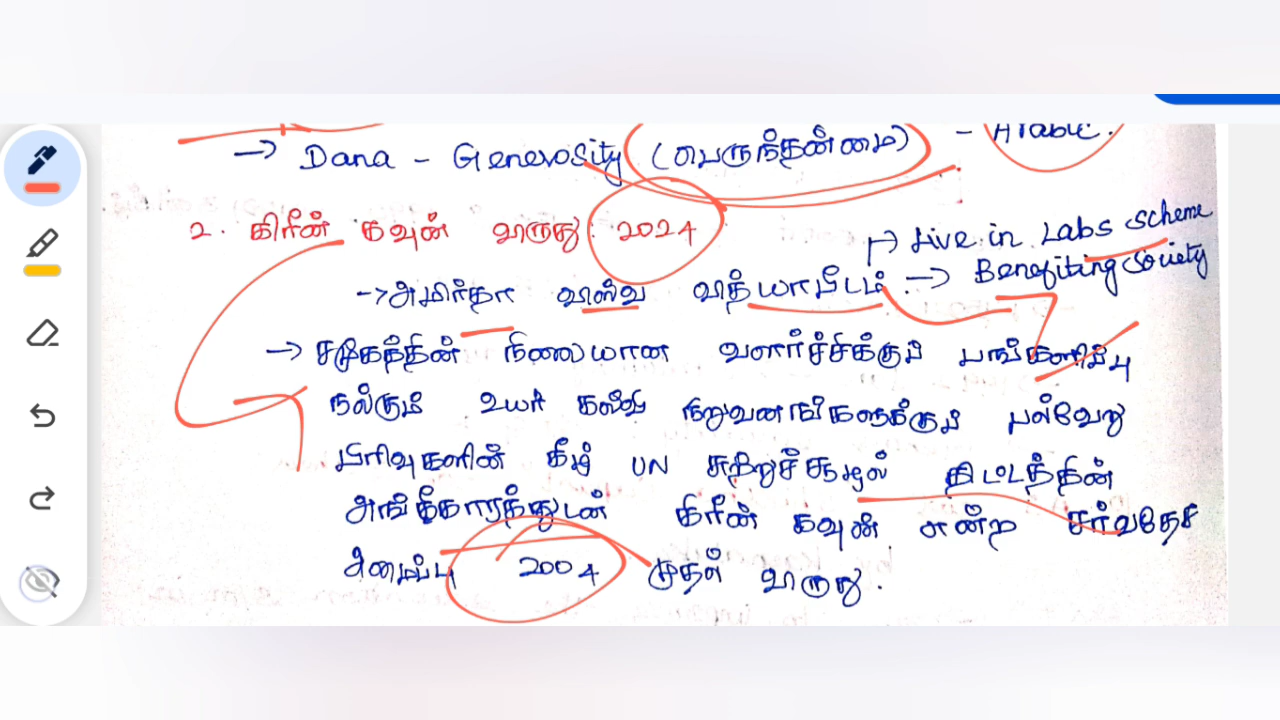 → Dana - Generosity (பெருந்தன்மை) - Arabic.
2. கிரீன் கவுன் விருது 2024
→ Live in Labs Scheme
→ அமிர்தா விஸ்வ வித்யாபீடம் → Benefiting Society
→ சமூகத்தின் நிலையான வளர்ச்சிக்கு பங்களிப்பு
நல்கும் உயர் கல்வி நிறுவனங்களுக்கு பல்வேறு
பிரிவுகளின் கீழ் UN சுற்றுச்சூழல் திட்டத்தின்
அங்கீகாரத்துடன் கிரீன் கவுன் என்ற சர்வதேச
அமைப்பு 2004 முதல் விருது.